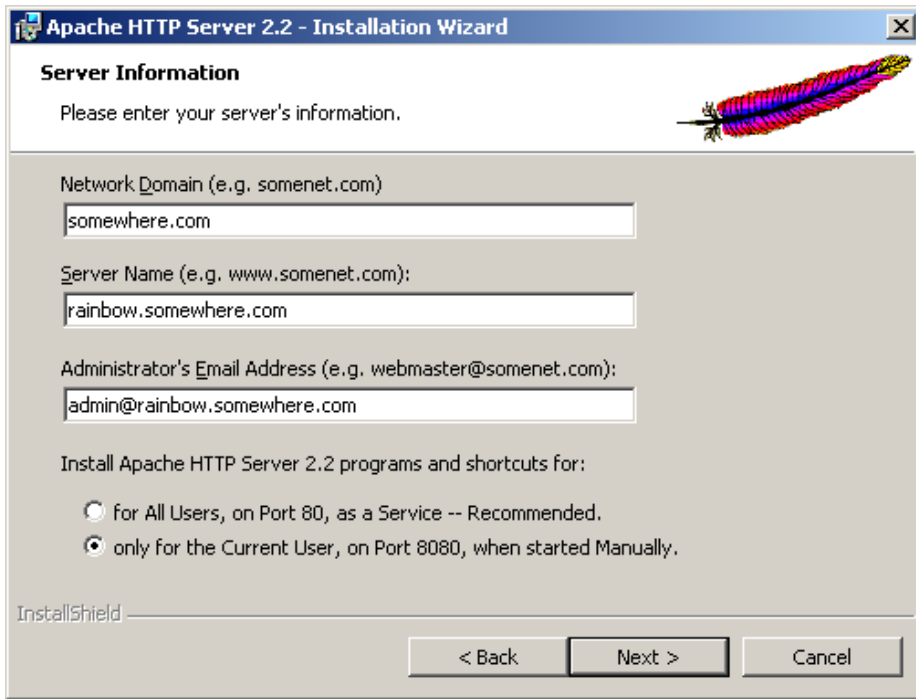 Apache HTTP Server 2.2 - Installation Wizard
Server Information
Please enter your server's information.
Network Domain (e.g. somenet.com)
somewhere.com
Server Name (e.g. www.somenet.com):
rainbow.somewhere.com
Administrator's Email Address (e.g. webmaster@somenet.com):
admin@rainbow.somewhere.com
Install Apache HTTP Server 2.2 programs and shortcuts for:
for All Users, on Port 80, as a Service -- Recommended.
only for the Current User, on Port 8080, when started Manually.
InstallShield
< Back Next > Cancel